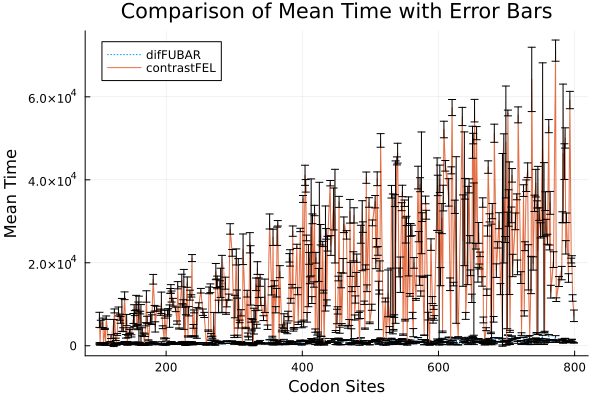 Comparison of Mean Time with Error Bars
difFUBAR
contrastFEL
6.0×10⁴
4.0×10⁴
2.0×10⁴
0
Mean Time
200 400 600 800
Codon Sites